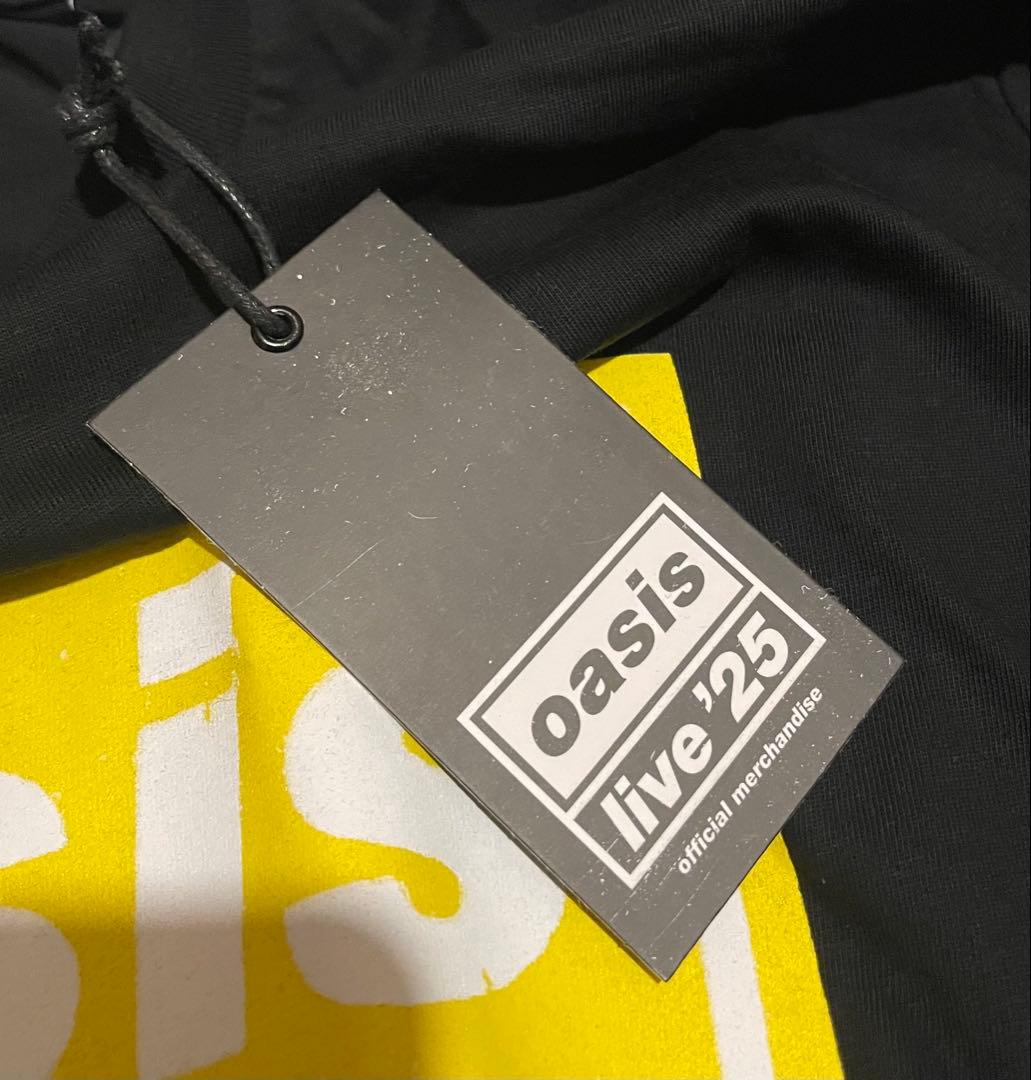 oasis
live '25
official merchandise
sis